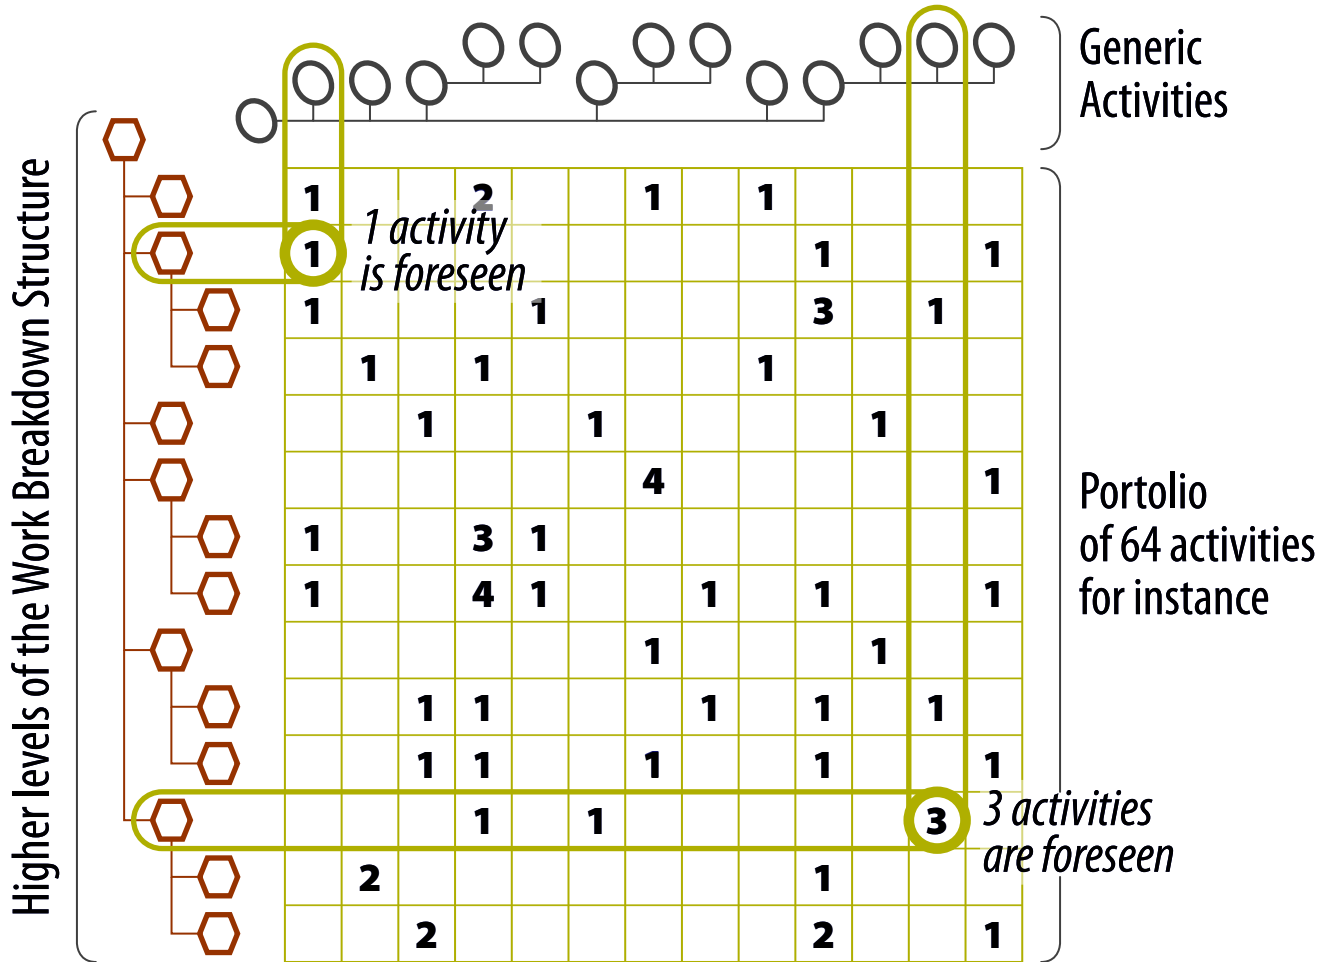 Generic
Activities
Higher levels of the Work Breakdown Structure
1 2 1 1
1 activity
is foreseen
1 1 1
1 1 3 1
1 1 1
1 1 1
4 1
1 3 1
1 4 1 1 1 1
1 1
1 1 1 1 1
1 1 1 1 1
1 1 3
3 activities
are foreseen
2 1
2 2 1
Portolio
of 64 activities
for instance